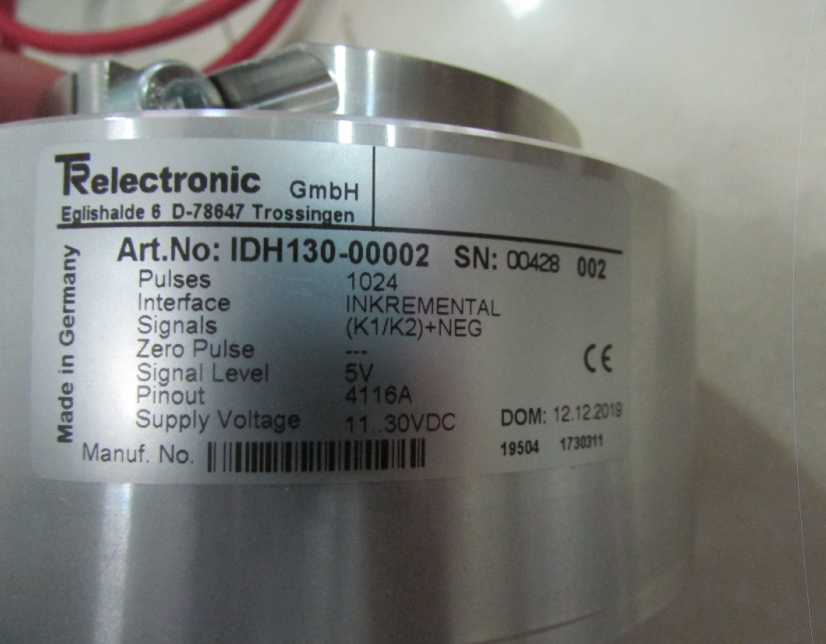 TRelectronic GmbH
Eglishalde 6 D-78647 Trossingen
Made in Germany
Art.No: IDH130-00002 SN: 00428 002
Pulses 1024
Interface INKREMENTAL
Signals (K1/K2)+NEG
Zero Pulse ---
Signal Level 5V
Pinout 4116A
Supply Voltage 11..30VDC
CE
DOM: 12.12.2019
Manuf. No.
19504 1730311